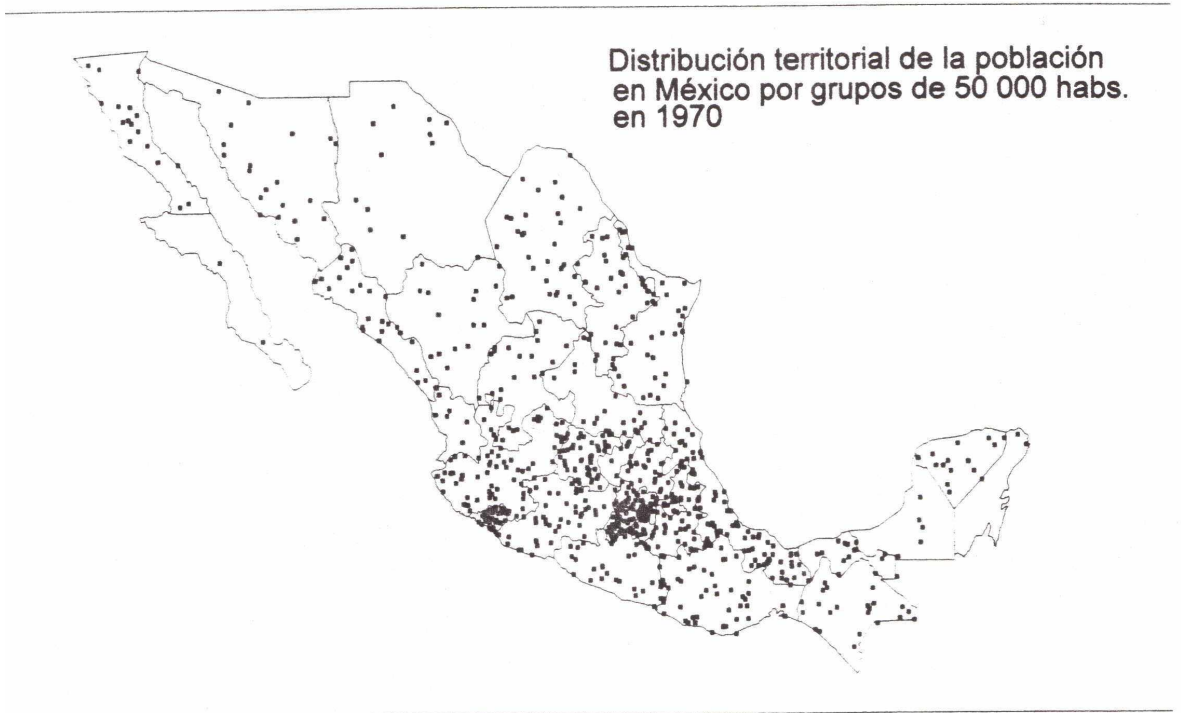 Distribución territorial de la población
en México por grupos de 50 000 habs.
en 1970